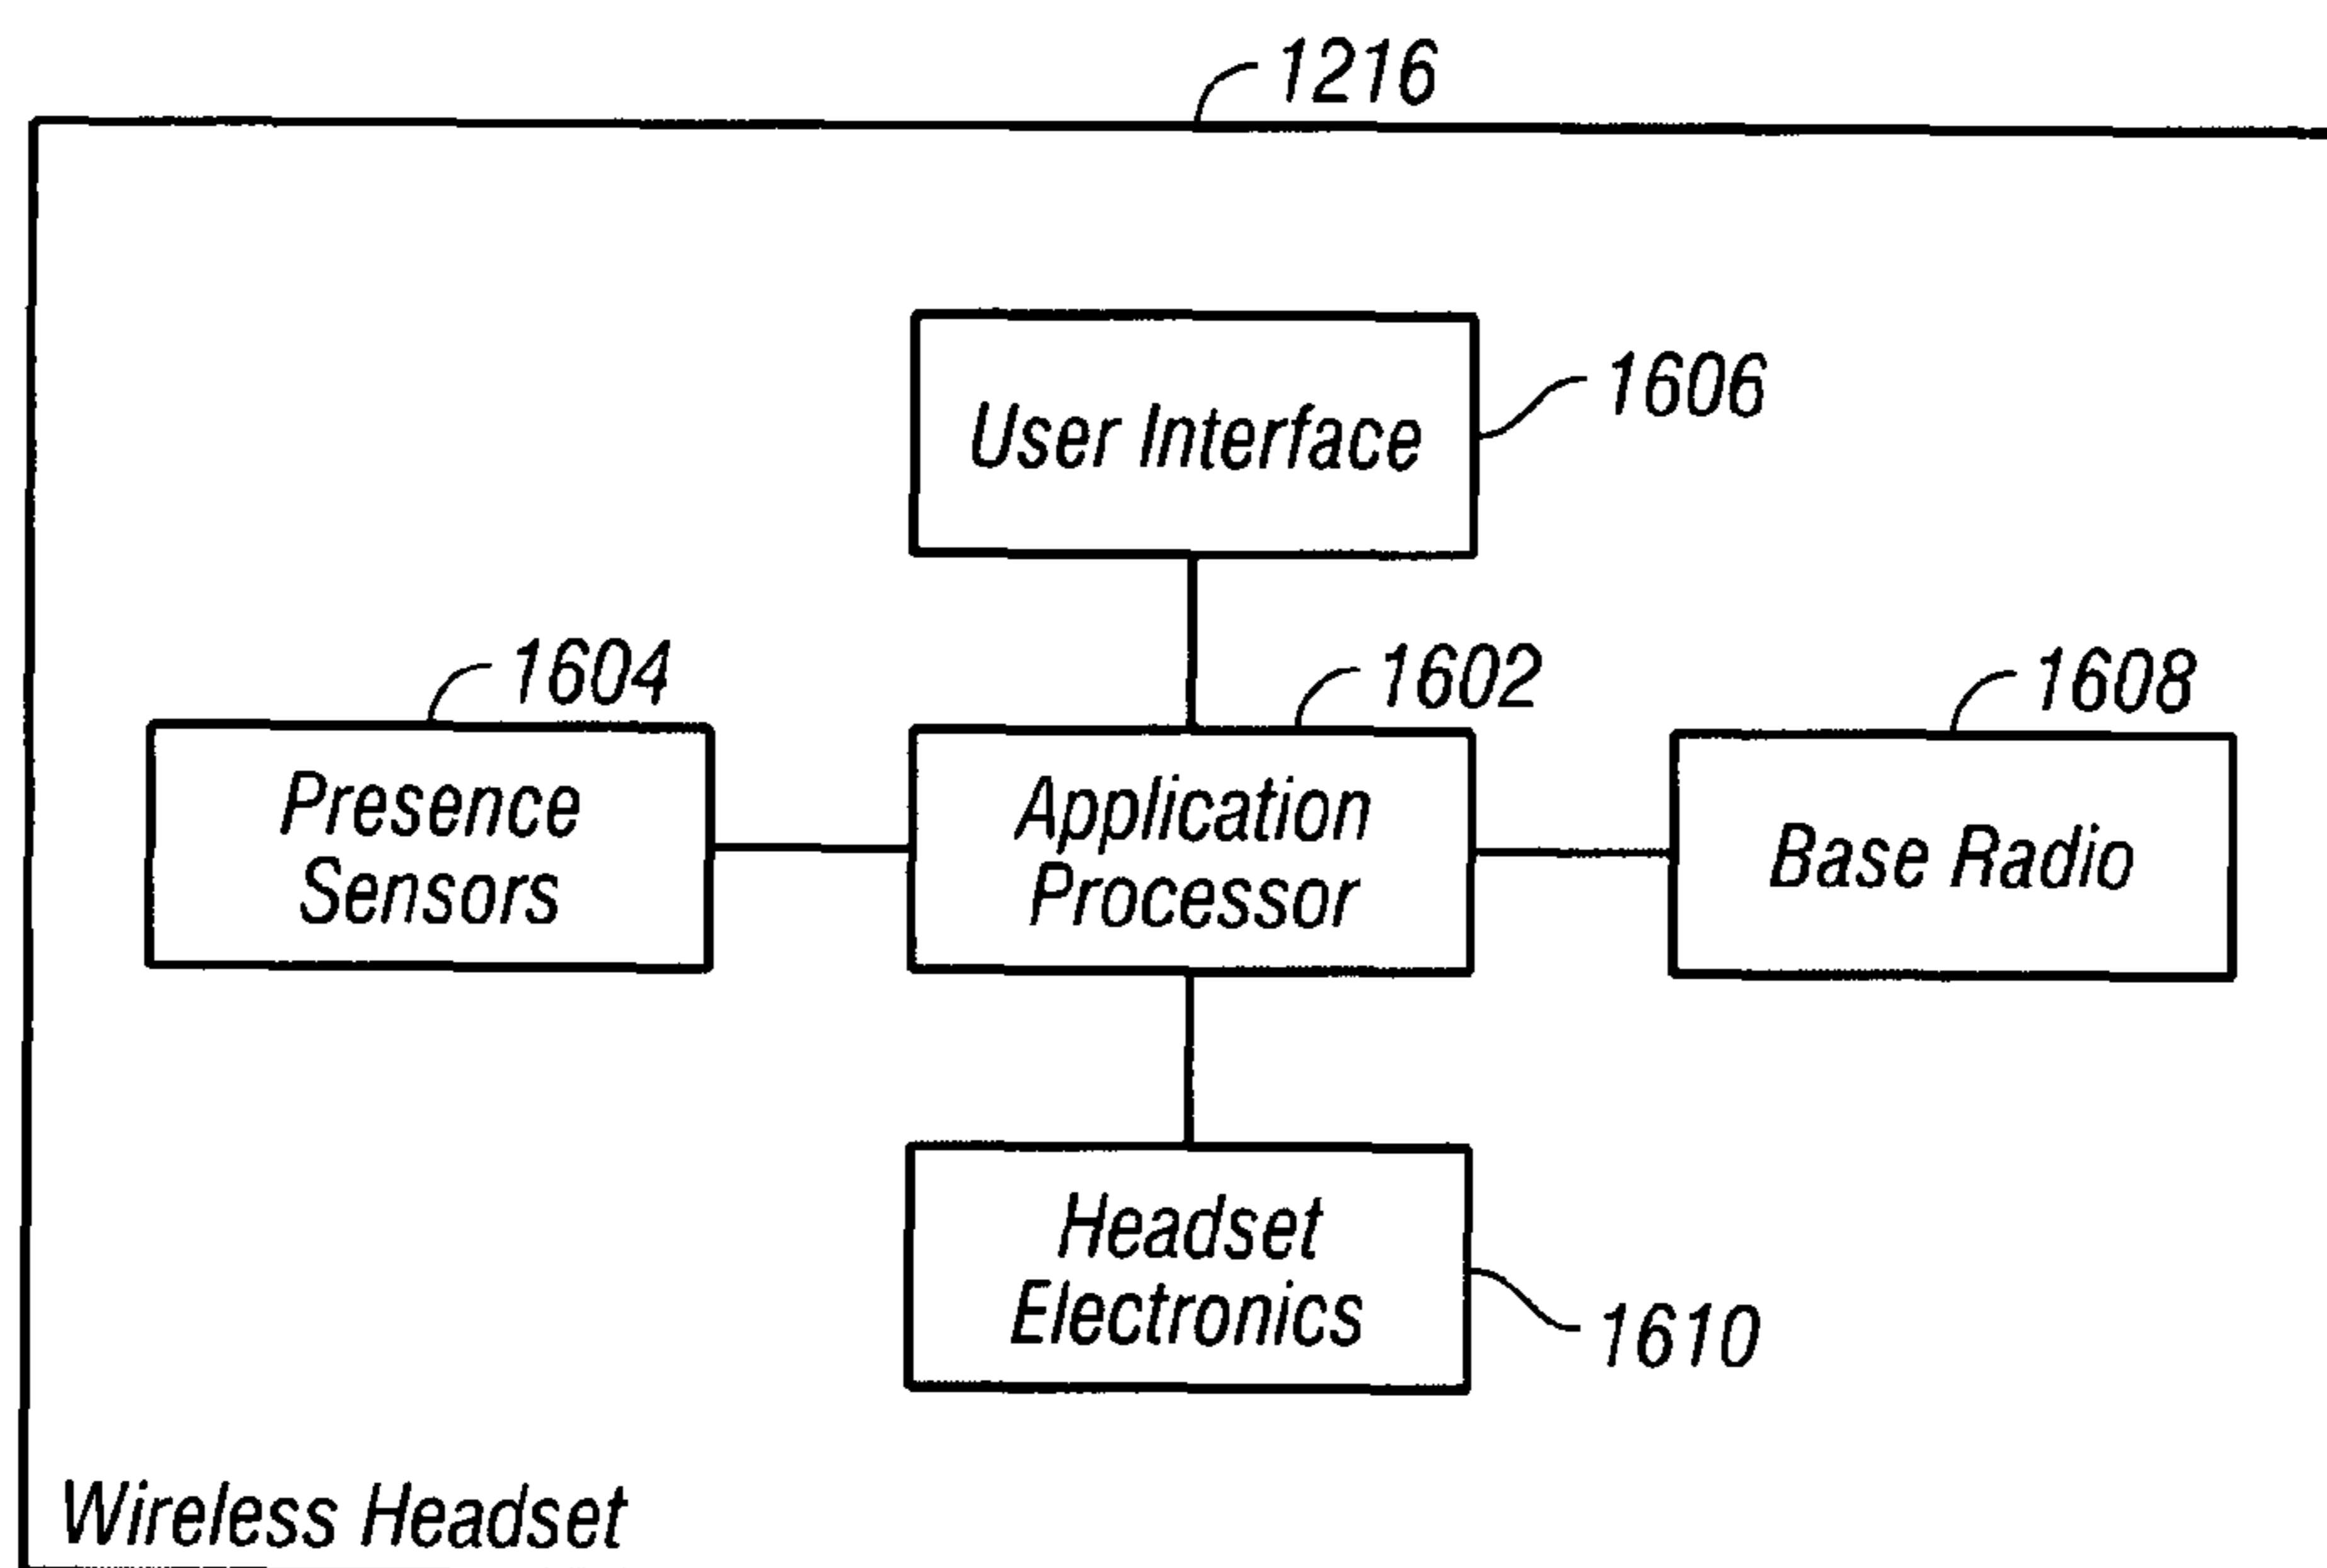 1216
User Interface
1606
1604
1602
1608
Presence
Sensors
Application
Processor
Base Radio
Headset
Electronics
1610
Wireless Headset